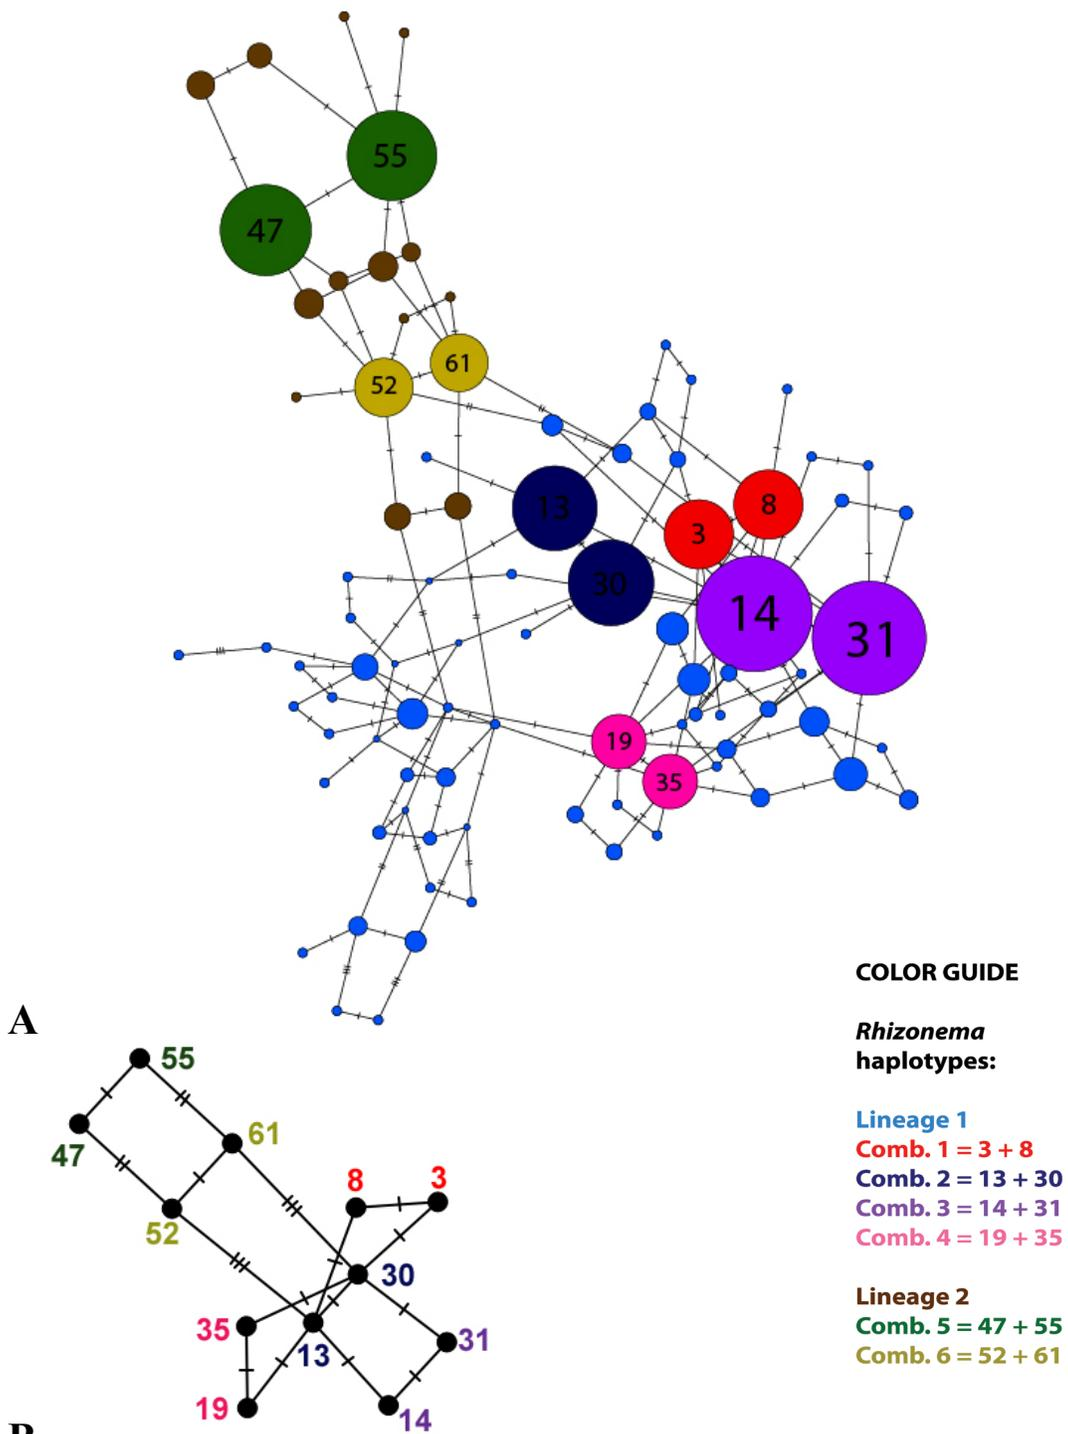 55
47
61
52
13
8
3
30
14
31
19
35
COLOR GUIDE
Rhizonema
haplotypes:
Lineage 1
Comb. 1 = 3 + 8
Comb. 2 = 13 + 30
Comb. 3 = 14 + 31
Comb. 4 = 19 + 35
Lineage 2
Comb. 5 = 47 + 55
Comb. 6 = 52 + 61
A
55
61
47
8
3
52
30
35
13
31
19
14